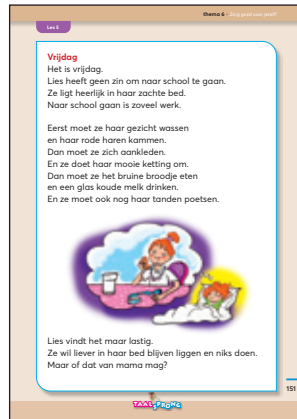 thema 6 - Zorg goed voor jezelf!
Les 5
Vrijdag
Het is vrijdag.
Lies heeft geen zin om naar school te gaan.
Ze ligt heerlijk in haar zachte bed.
Naar school gaan is zoveel werk.
Eerst moet ze haar gezicht wassen
en haar rode haren kammen.
Dan moet ze zich aankleden.
En ze doet haar mooie ketting om.
Dan moet ze het bruine broodje eten
en een glas koude melk drinken.
En ze moet ook nog haar tanden poetsen.
Lies vindt het maar lastig.
Ze wil liever in haar bed blijven liggen en niks doen.
Maar of dat van mama mag?
151
TAALSPRONG